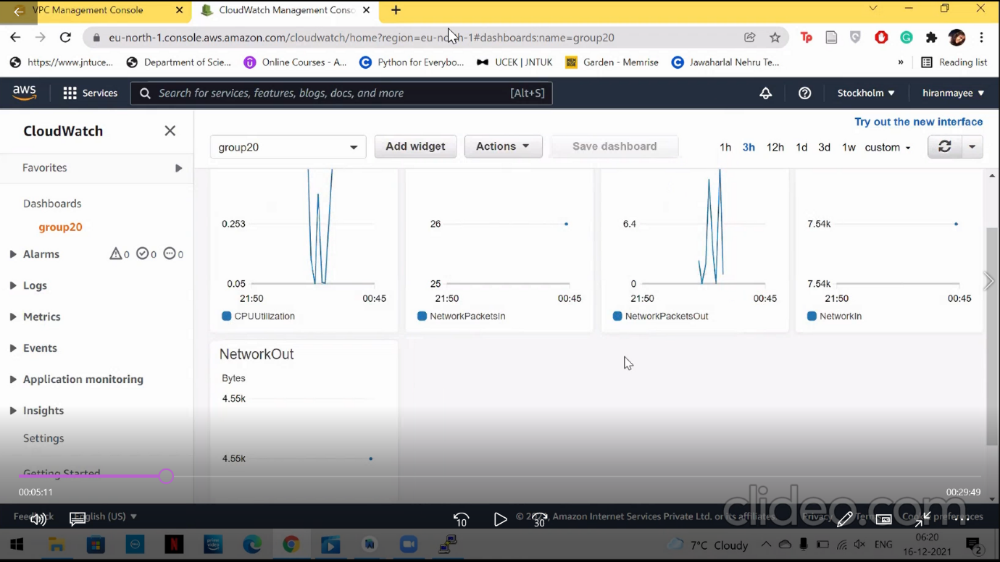 VPC Management Console
CloudWatch Management Conso
eu-north-1.console.aws.amazon.com/cloudwatch/home?region=eu-north-1#dashboards:name=group20
https://www.jntuce...
Department of Scie...
Online Courses - A...
Python for Everybo...
UCEK | JNTUK
Garden - Memrise
Jawaharlal Nehru Te...
»
Reading list
aws
Services
Search for services, features, blogs, docs, and more
[Alt+S]
Stockholm
hiranmayee
CloudWatch
Try out the new interface
group20
Add widget
Actions
Save dashboard
1h 3h 12h 1d 3d 1w custom
Favorites
Dashboards
group20
Alarms 0 0 0
Logs
Metrics
Events
Application monitoring
Insights
Settings
Getting Started
0.253
0.05
21:50 00:45
CPUUtilization
26
25
21:50 00:45
NetworkPacketsIn
6.4
0
21:50 00:45
NetworkPacketsOut
7.54k
7.54k
21:50 00:45
NetworkIn
NetworkOut
Bytes
4.55k
4.55k
00:05:11
00:29:49
clideo.com
English (US)
10
30
Amazon Internet Services Private Ltd. or its affiliates.
Privacy
Cookie preferences
7°C Cloudy
ENG
06:20
16-12-2021
2